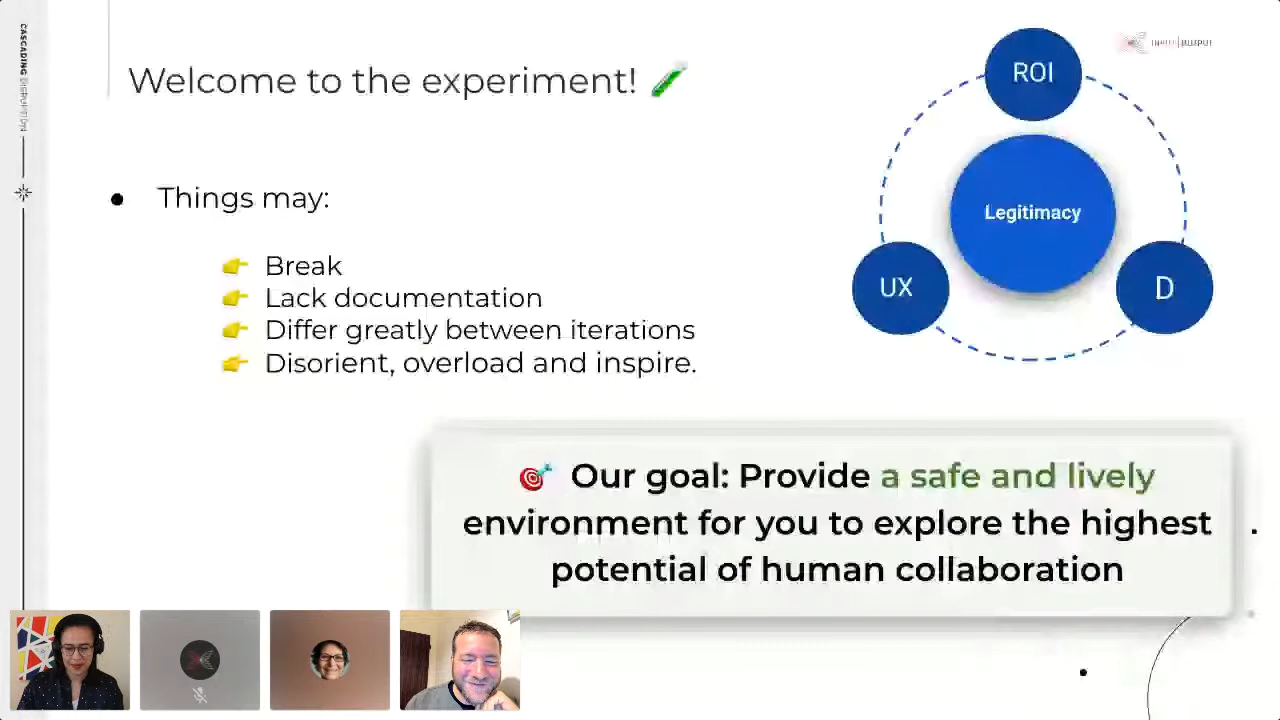 CASCADING DISRUPTION
Welcome to the experiment!
Things may:
Break
Lack documentation
Differ greatly between iterations
Disorient, overload and inspire.
ROI
Legitimacy
UX
D
Our goal: Provide a safe and lively
environment for you to explore the highest
potential of human collaboration